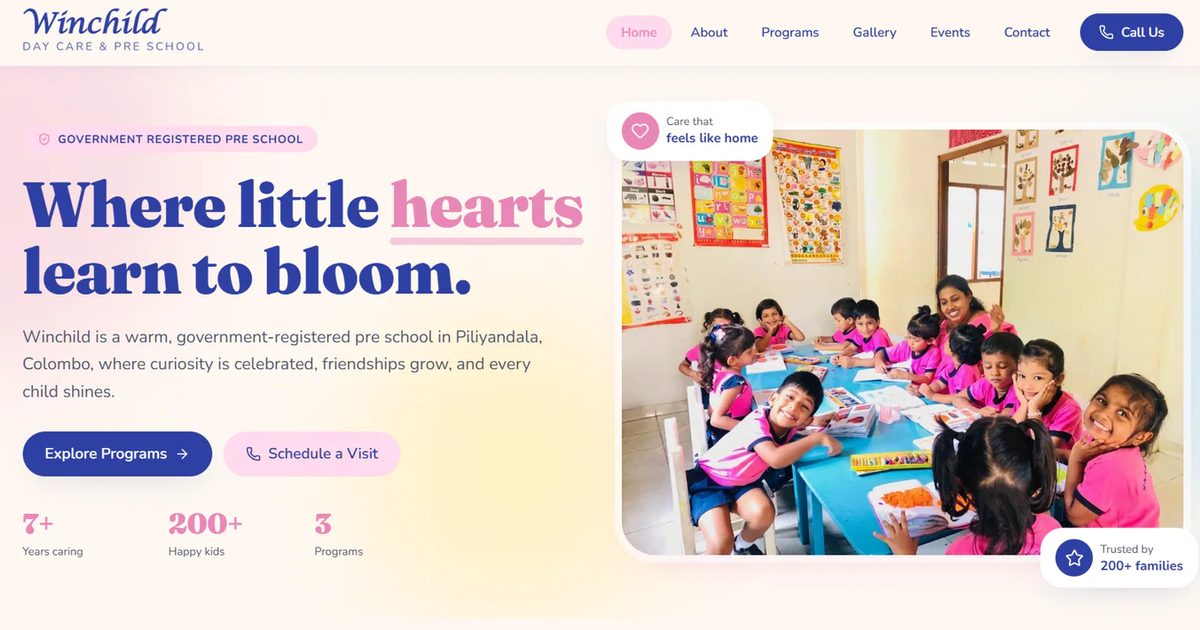 Winchild
DAY CARE & PRE SCHOOL
Home
About
Programs
Gallery
Events
Contact
Call Us
GOVERNMENT REGISTERED PRE SCHOOL
Where little hearts
learn to bloom.
Winchild is a warm, government-registered pre school in Piliyandala,
Colombo, where curiosity is celebrated, friendships grow, and every
child shines.
Explore Programs →
Schedule a Visit
7+
Years caring
200+
Happy kids
3
Programs
Care that
feels like home
Trusted by
200+ families